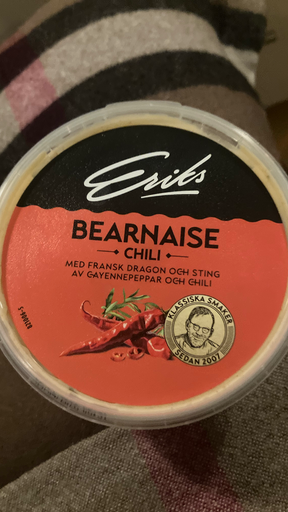 Eriks
BEARNAISE
CHILI
MED FRANSK DRAGON OCH STING
AV CAYENNEPEPPAR OCH CHILI
KLASSISKA SMAKER
SEDAN 2007